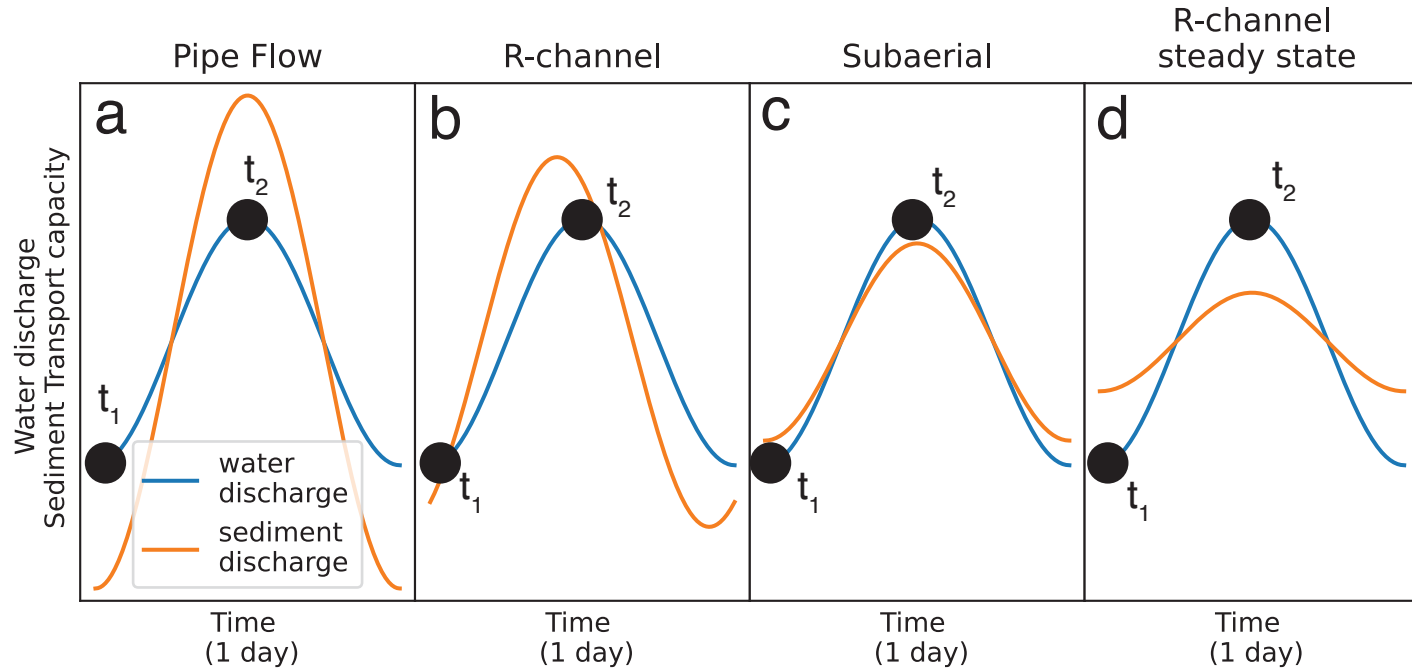 Pipe Flow
R-channel
Subaerial
R-channel
steady state
Water discharge
Sediment Transport capacity
a
t2
t1
water
discharge
sediment
discharge
b
t2
t1
c
t2
t1
d
t2
t1
Time
(1 day)
Time
(1 day)
Time
(1 day)
Time
(1 day)